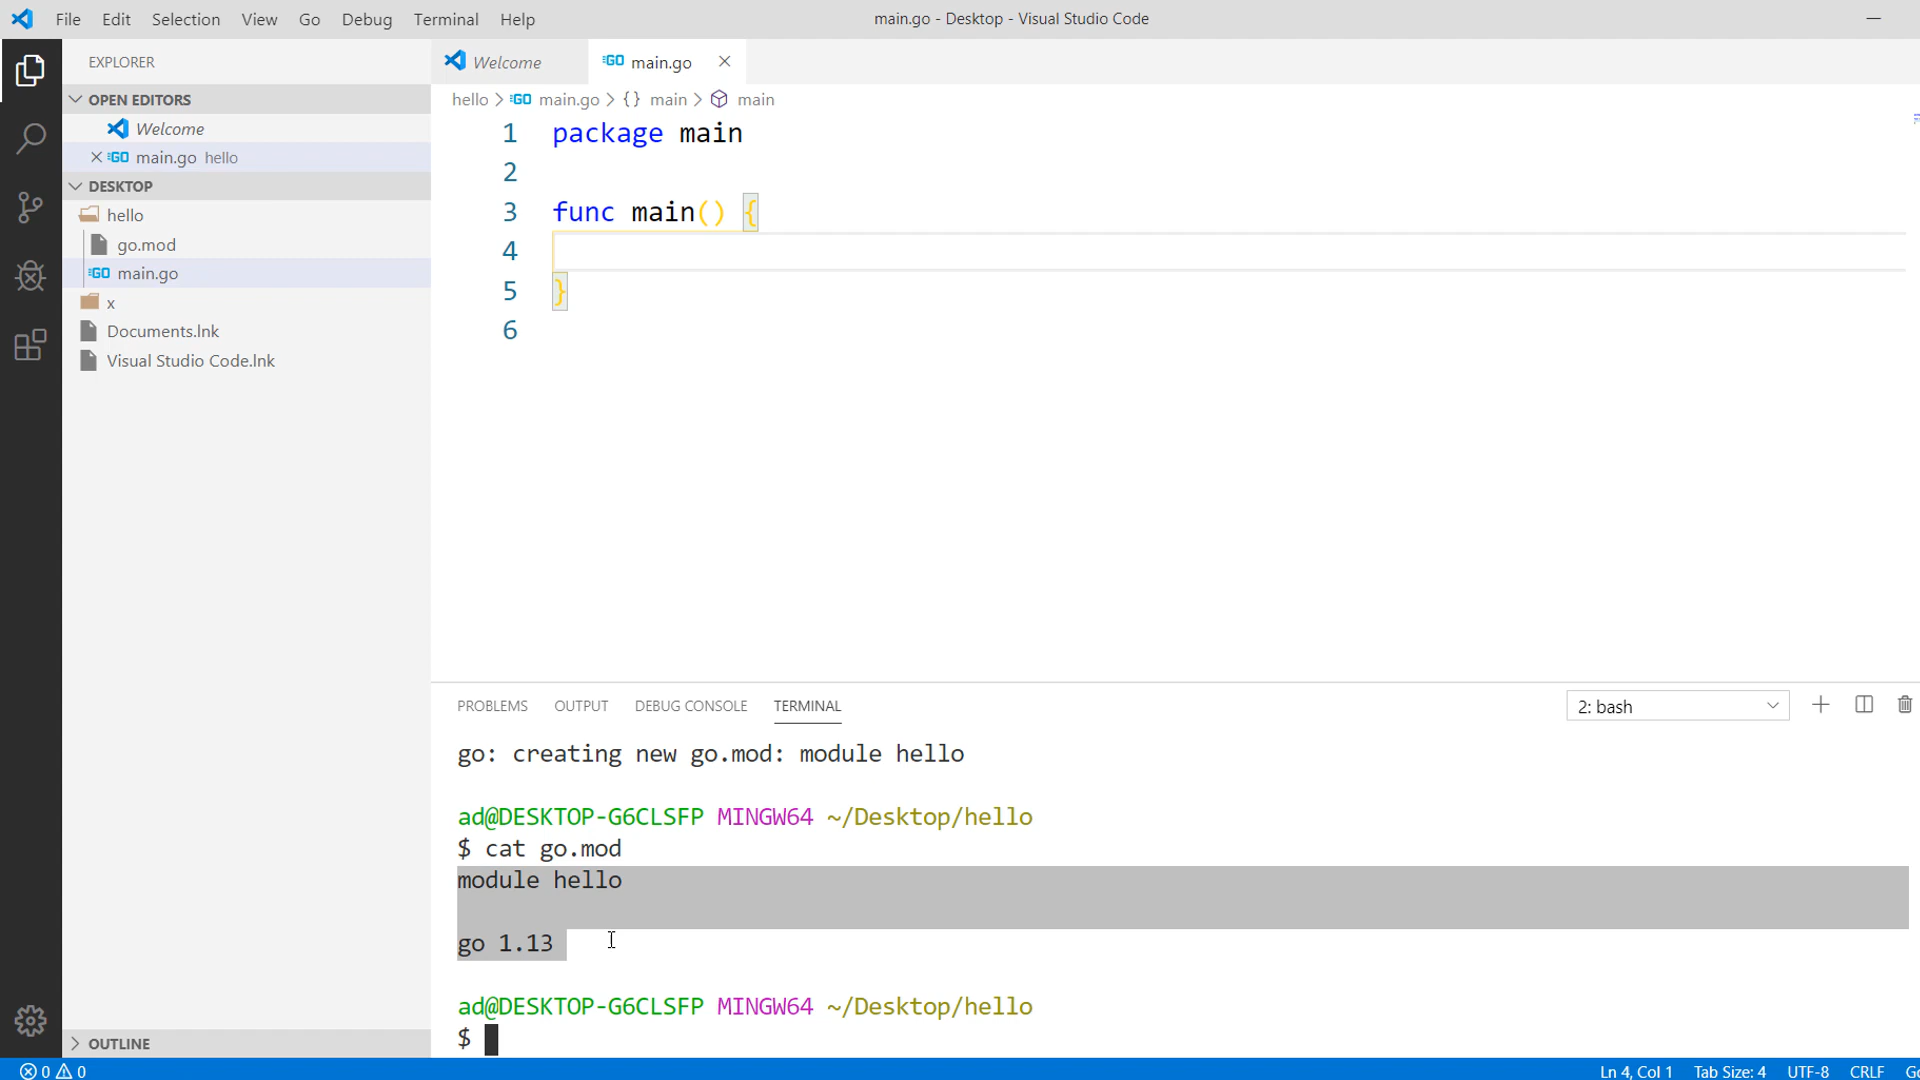 File Edit Selection View Go Debug Terminal Help
main.go - Desktop - Visual Studio Code
EXPLORER
OPEN EDITORS
Welcome
GO main.go hello
DESKTOP
hello
go.mod
GO main.go
x
Documents.lnk
Visual Studio Code.lnk
OUTLINE
Welcome
GO main.go
hello > GO main.go > {} main > main
1 package main
2
3 func main() {
4
5 }
6
PROBLEMS OUTPUT DEBUG CONSOLE TERMINAL
2: bash
go: creating new go.mod: module hello
ad@DESKTOP-G6CLSFP MINGW64 ~/Desktop/hello
$ cat go.mod
module hello
go 1.13
ad@DESKTOP-G6CLSFP MINGW64 ~/Desktop/hello
$
0 0
Ln 4, Col 1 Tab Size: 4 UTF-8 CRLF Go